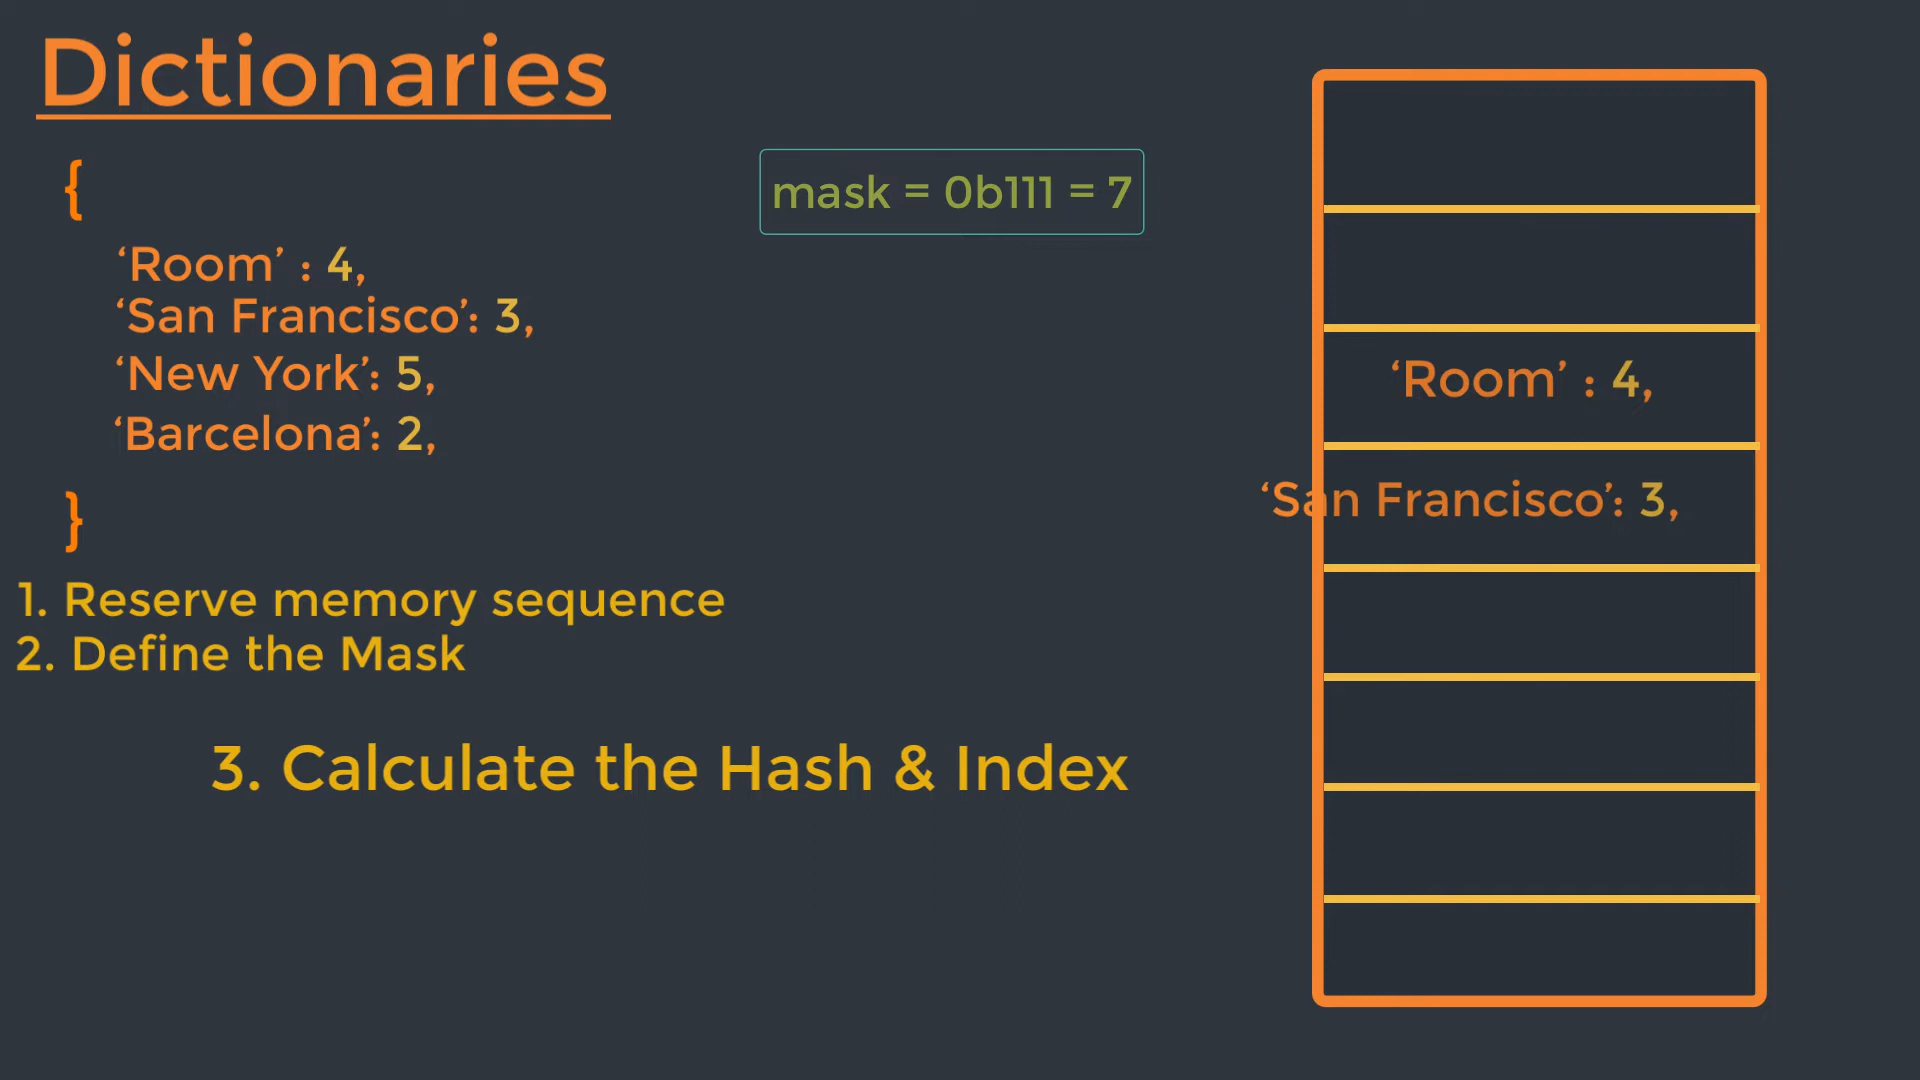 Dictionaries
{
‘Room’ : 4,
‘San Francisco’: 3,
‘New York’: 5,
‘Barcelona’: 2,
}
1. Reserve memory sequence
2. Define the Mask
3. Calculate the Hash & Index
mask = 0b111 = 7
‘Room’ : 4,
‘San Francisco’: 3,